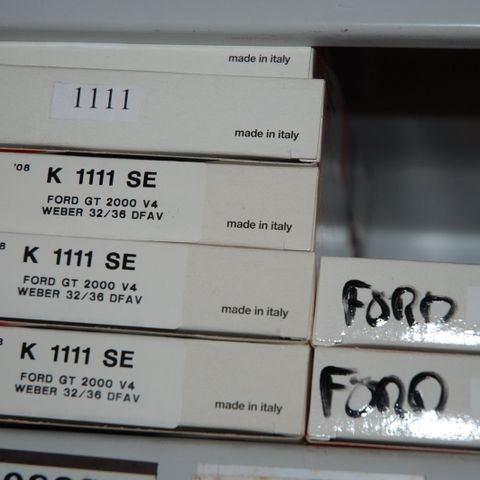 made in italy
1111
made in italy
'08 K 1111 SE
FORD GT 2000 V4
WEBER 32/36 DFAV
made in italy
8 K 1111 SE
FORD GT 2000 V4
WEBER 32/36 DFAV
made in italy
FORD
8 K 1111 SE
FORD GT 2000 V4
WEBER 32/36 DFAV
made in italy
FORD